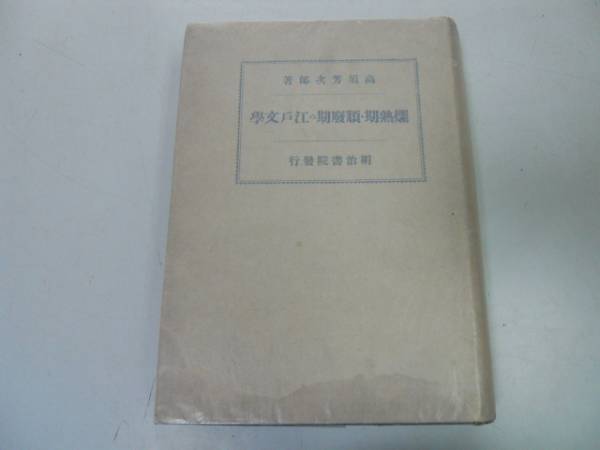 高須芳次郎著
爛熟期・頽廢期の江戸文學
明治書院發行